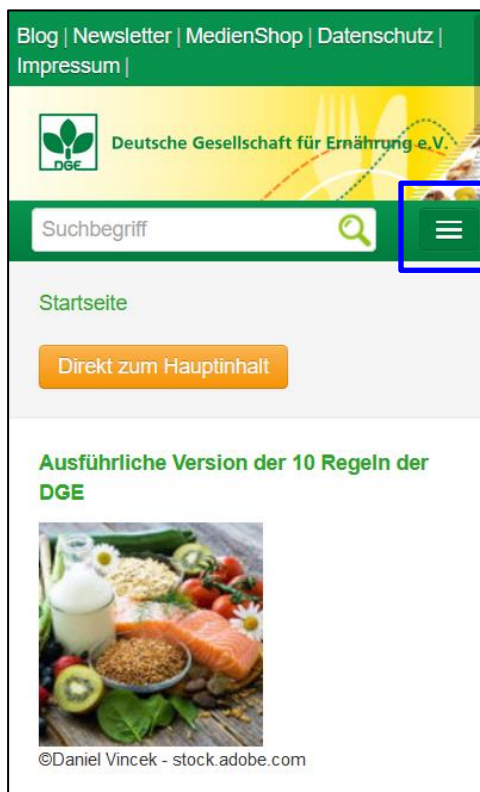 Blog | Newsletter | MedienShop | Datenschutz |
Impressum |
DGE
Deutsche Gesellschaft für Ernährung e.V.
Suchbegriff
Startseite
Direkt zum Hauptinhalt
Ausführliche Version der 10 Regeln der
DGE
©Daniel Vincek - stock.adobe.com